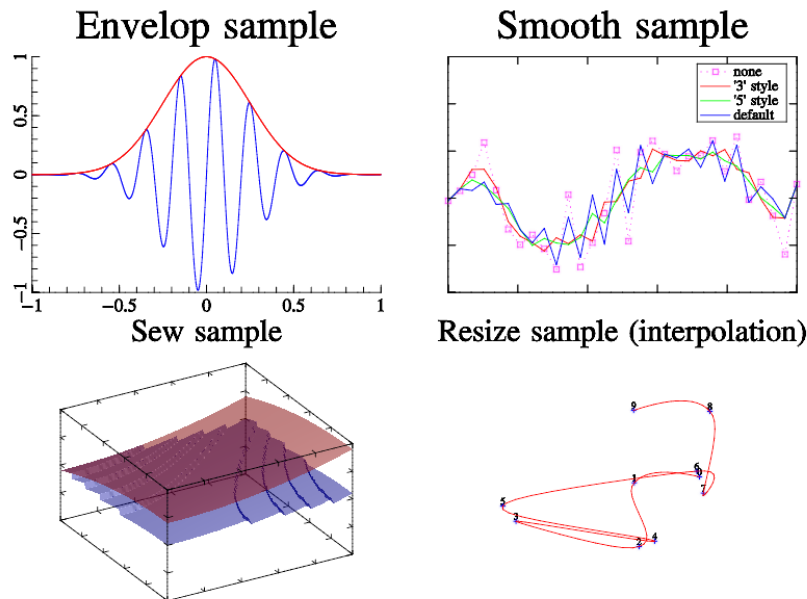 Envelop sample
Smooth sample
1
0.5
0
−0.5
−1
−1 −0.5 0 0.5 1
none
'3' style
'5' style
default
Sew sample
Resize sample (interpolation)
9 8
1 6 0
7
5
3
2 4